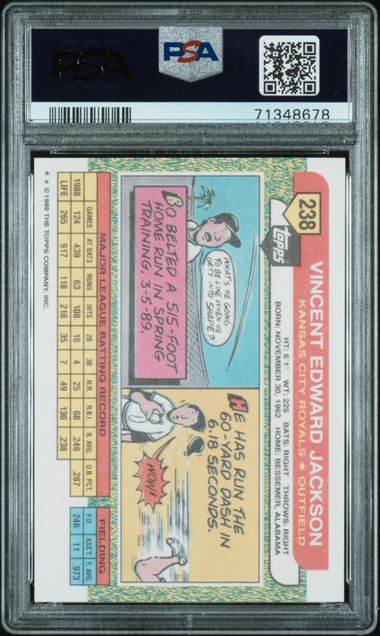 PSA
PSA
71348678
238
Topps
VINCENT EDWARD JACKSON
KANSAS CITY ROYALS ✦ OUTFIELD
HT: 6'1" WT: 225 BATS: RIGHT THROWS: RIGHT
BORN: NOVEMBER 30, 1962 HOME: BESSEMER, ALABAMA
WHAT'S HE GOING
TO BE LIKE WHEN HE
GETS INTO SHAPE?
BO BELTED A 515-FOOT
HOME RUN IN SPRING
TRAINING, 3-5-89.
HE HAS RUN THE
60-YARD DASH IN
6.18 SECONDS.
WOW!
MAJOR LEAGUE BATTING RECORD FIELDING
GAMES AT BATS RUNS HITS 2B 3B H.R. R.B.I. B. AVG. O.B. PCT. P.O. ASS'T F. AVG.
1988 124 439 63 108 16 4 25 68 .246 .287 246 11 .973
LIFE 265 917 118 218 35 7 49 130 .238
* * © 1989 THE TOPPS COMPANY, INC.